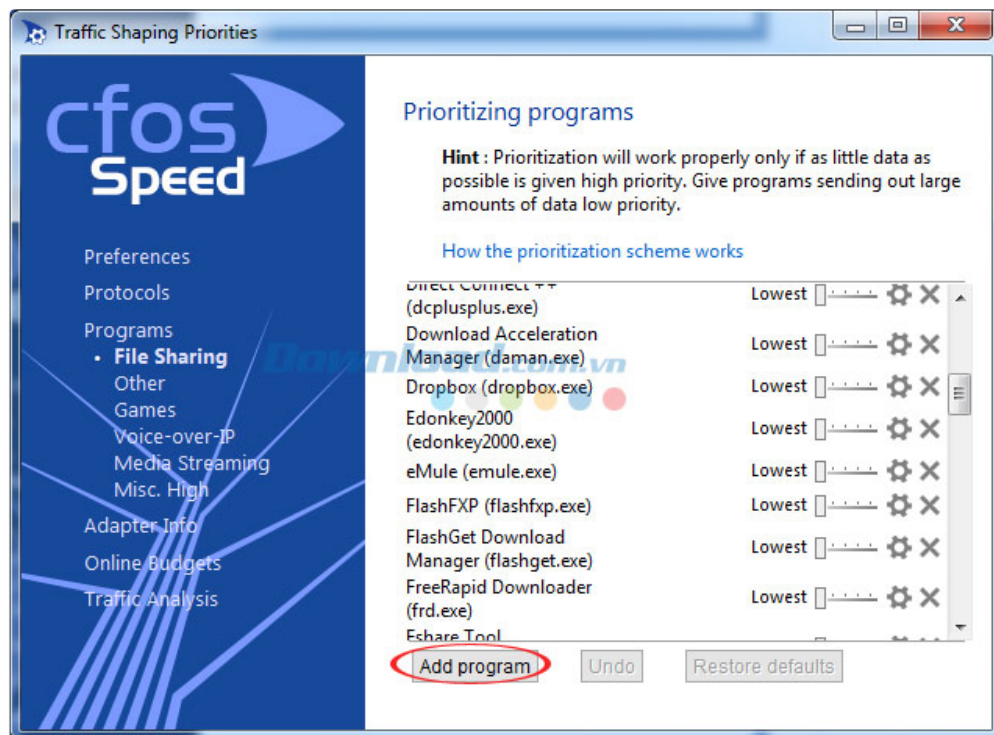 Traffic Shaping Priorities
cfos
Speed
Preferences
Protocols
Programs
• File Sharing
Other
Games
Voice-over-IP
Media Streaming
Misc. High
Adapter Info
Online Budgets
Traffic Analysis
Prioritizing programs
Hint : Prioritization will work properly only if as little data as
possible is given high priority. Give programs sending out large
amounts of data low priority.
How the prioritization scheme works
Direct Connect ++
(dcplusplus.exe) Lowest
Download Acceleration
Manager (daman.exe) Lowest
Dropbox (dropbox.exe) Lowest
Edonkey2000
(edonkey2000.exe) Lowest
eMule (emule.exe) Lowest
FlashFXP (flashfxp.exe) Lowest
FlashGet Download
Manager (flashget.exe) Lowest
FreeRapid Downloader
(frd.exe) Lowest
Fshare Tool
Add program Undo Restore defaults
Download.com.vn